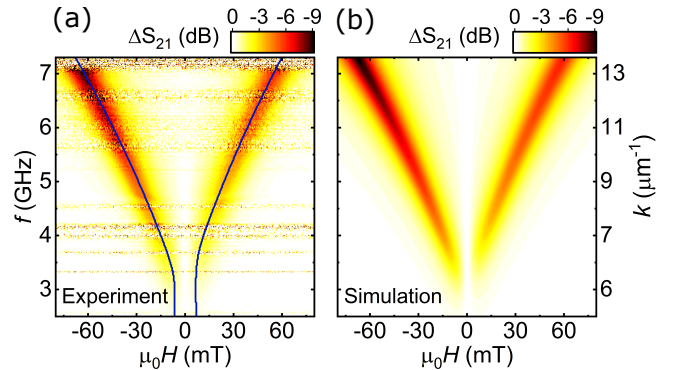 (a)
ΔS21 (dB)
0 -3 -6 -9
f (GHz)
7
6
5
4
3
Experiment
-60 -30 0 30 60
μ0H (mT)
(b)
ΔS21 (dB)
0 -3 -6 -9
13
11
9
7
6
k (μm-1)
Simulation
-60 -30 0 30 60
μ0H (mT)